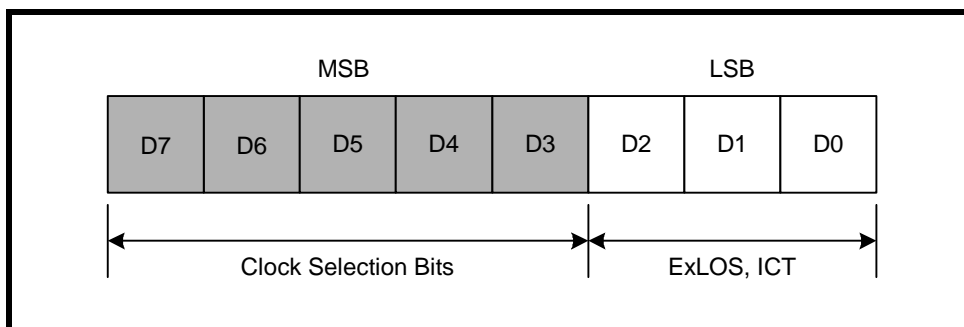 MSB LSB
D7 D6 D5 D4 D3 D2 D1 D0
Clock Selection Bits ExLOS, ICT